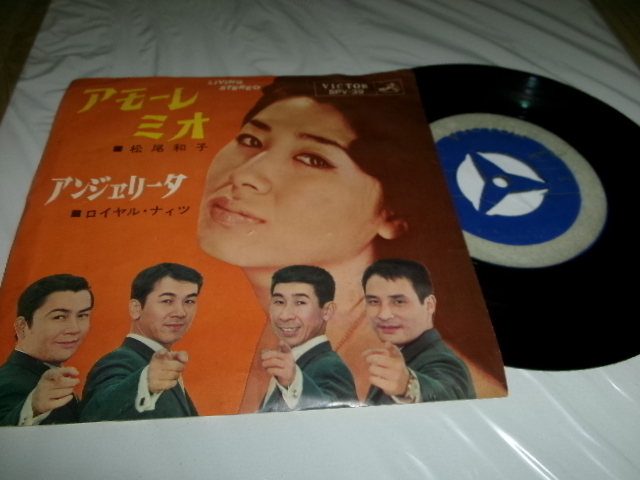 LIVING
STEREO
VICTOR
アモーレ
ミオ
■松尾和子
アンジェリータ
■ロイヤル・ナイツ